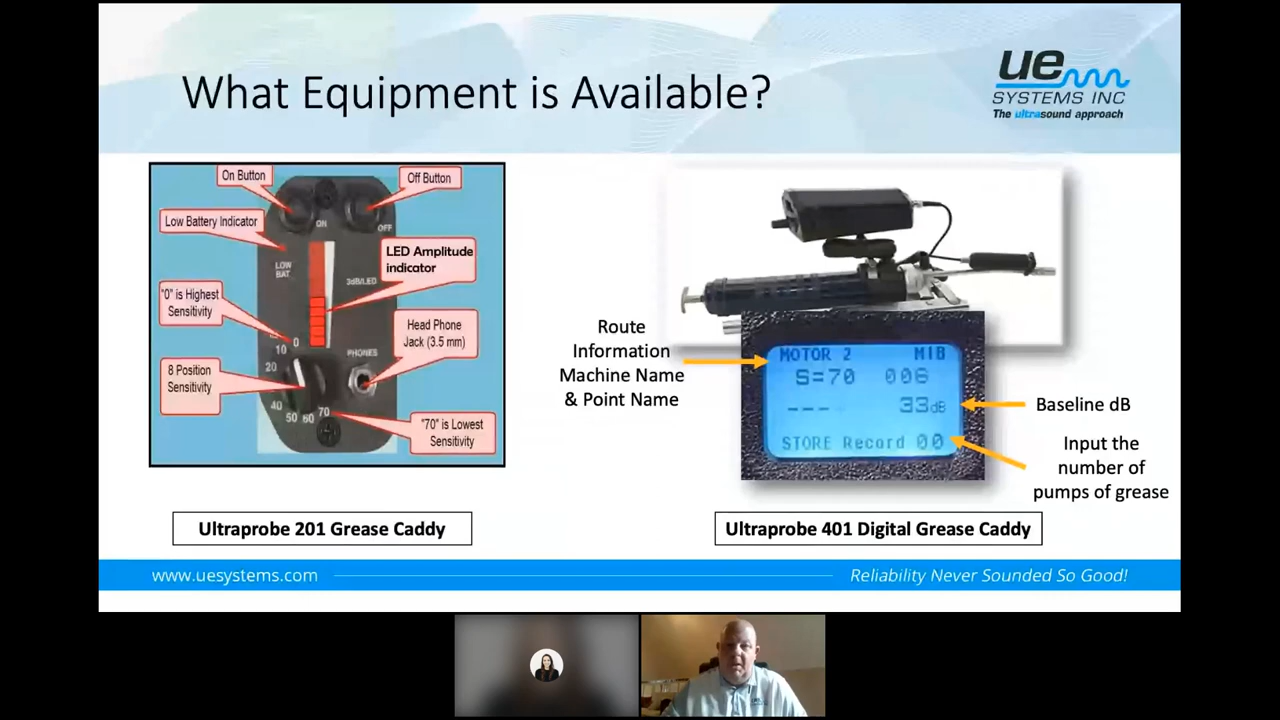 What Equipment is Available?
ue
SYSTEMS INC
The ultrasound approach
On Button
Off Button
Low Battery Indicator
ON
OFF
LOW
BAT
LED Amplitude
indicator
3dB/LED
"0" is Highest
Sensitivity
Head Phone
Jack (3.5 mm)
0
10
20
40
50
60
70
PHONES
8 Position
Sensitivity
"70" is Lowest
Sensitivity
Ultraprobe 201 Grease Caddy
Route
Information
Machine Name
& Point Name
MOTOR 2 MIB
S=70 006
---- 33dB
STORE Record 00
Baseline dB
Input the
number of
pumps of grease
Ultraprobe 401 Digital Grease Caddy
www.uesystems.com
Reliability Never Sounded So Good!